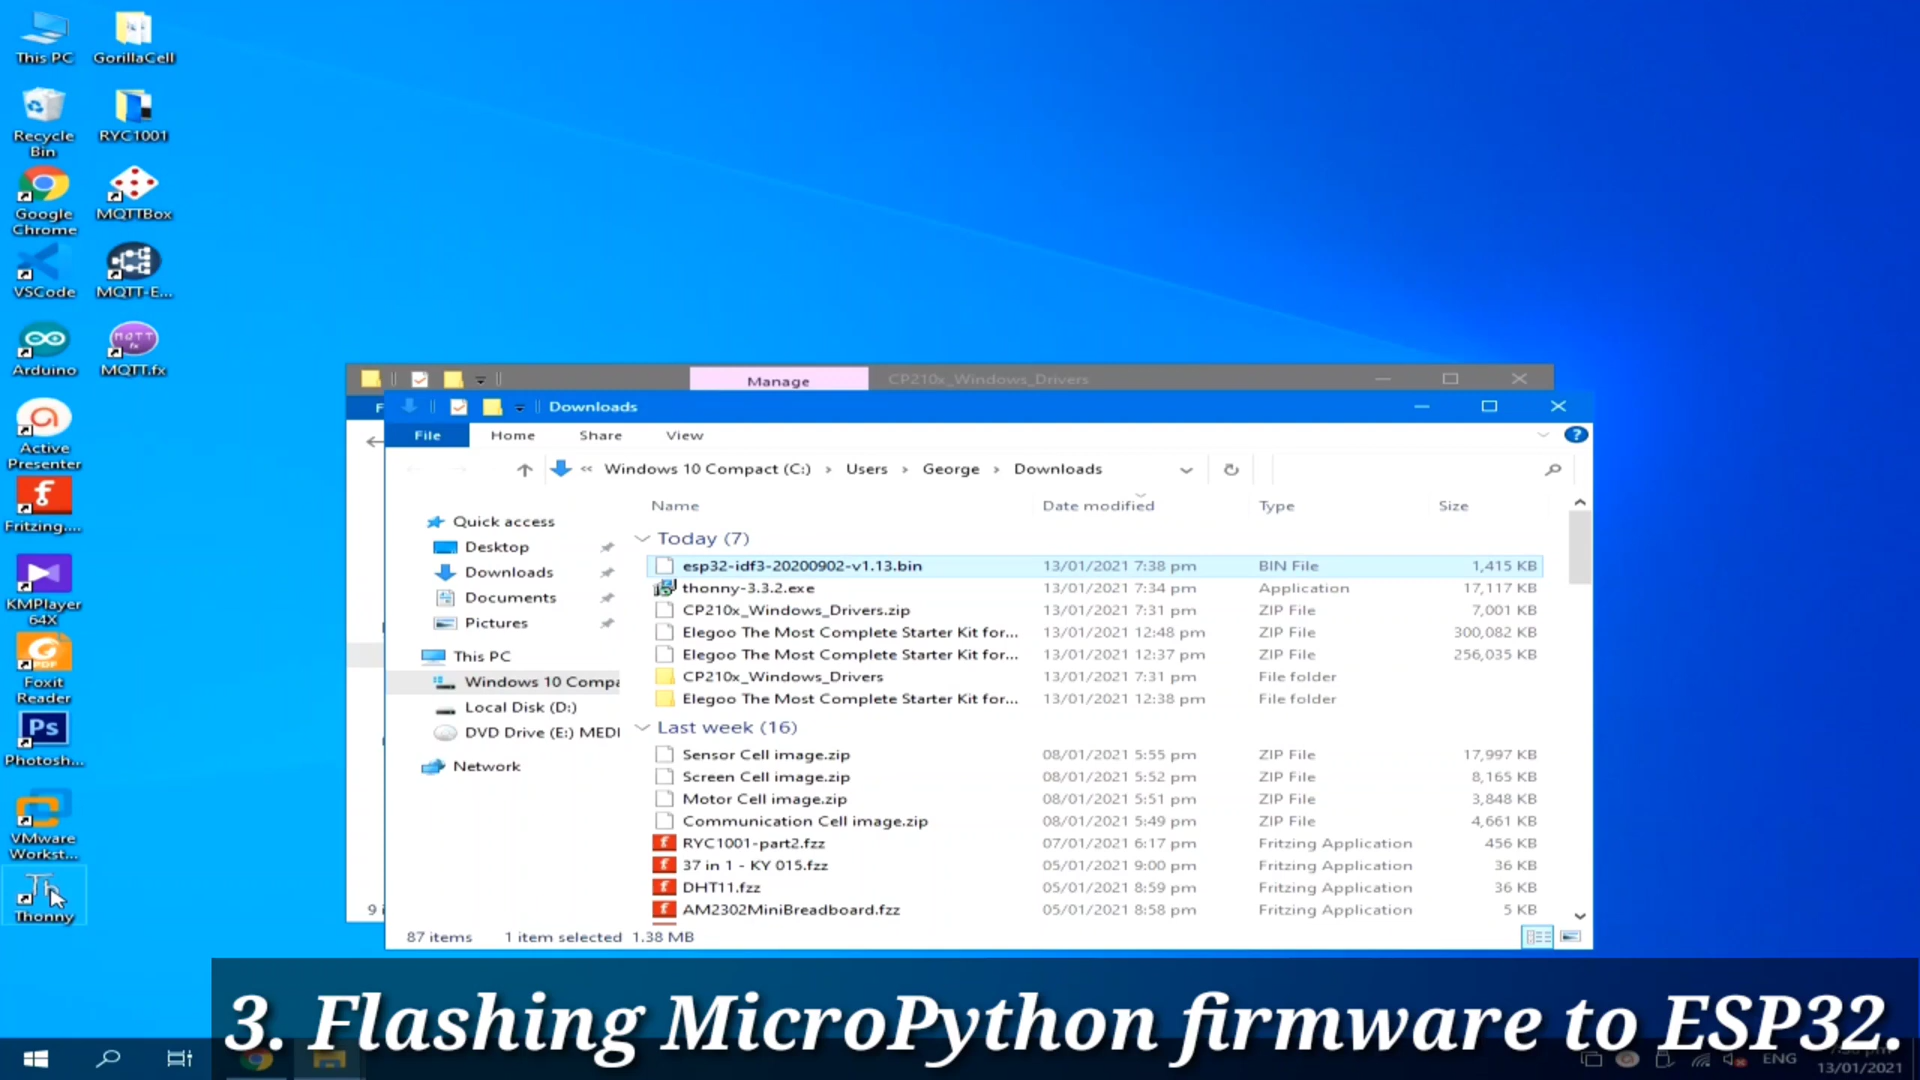 This PC
GorillaCell
Recycle
Bin
RYC1001
Google
Chrome
MQTTBox
VSCode
MQTT-E...
Arduino
MQTT.fx
Active
Presenter
Fritzing....
KMPlayer
64X
Foxit
Reader
Photosh...
VMware
Workst...
Thonny
Manage
CP210x_Windows_Drivers
Downloads
File
Home
Share
View
« Windows 10 Compact (C:) › Users › George › Downloads
Name
Date modified
Type
Size
Quick access
Desktop
Downloads
Documents
Pictures
This PC
Windows 10 Compa
Local Disk (D:)
DVD Drive (E:) MEDI
Network
Today (7)
esp32-idf3-20200902-v1.13.bin 13/01/2021 7:38 pm BIN File 1,415 KB
thonny-3.3.2.exe 13/01/2021 7:34 pm Application 17,117 KB
CP210x_Windows_Drivers.zip 13/01/2021 7:31 pm ZIP File 7,001 KB
Elegoo The Most Complete Starter Kit for... 13/01/2021 12:48 pm ZIP File 300,082 KB
Elegoo The Most Complete Starter Kit for... 13/01/2021 12:37 pm ZIP File 256,035 KB
CP210x_Windows_Drivers 13/01/2021 7:31 pm File folder
Elegoo The Most Complete Starter Kit for... 13/01/2021 12:38 pm File folder
Last week (16)
Sensor Cell image.zip 08/01/2021 5:55 pm ZIP File 17,997 KB
Screen Cell image.zip 08/01/2021 5:52 pm ZIP File 8,165 KB
Motor Cell image.zip 08/01/2021 5:51 pm ZIP File 3,848 KB
Communication Cell image.zip 08/01/2021 5:49 pm ZIP File 4,661 KB
RYC1001-part2.fzz 07/01/2021 6:17 pm Fritzing Application 456 KB
37 in 1 - KY 015.fzz 05/01/2021 9:00 pm Fritzing Application 36 KB
DHT11.fzz 05/01/2021 8:59 pm Fritzing Application 36 KB
AM2302MiniBreadboard.fzz 05/01/2021 8:58 pm Fritzing Application 5 KB
87 items 1 item selected 1.38 MB
3. Flashing MicroPython firmware to ESP32.
ENG
13/01/2021